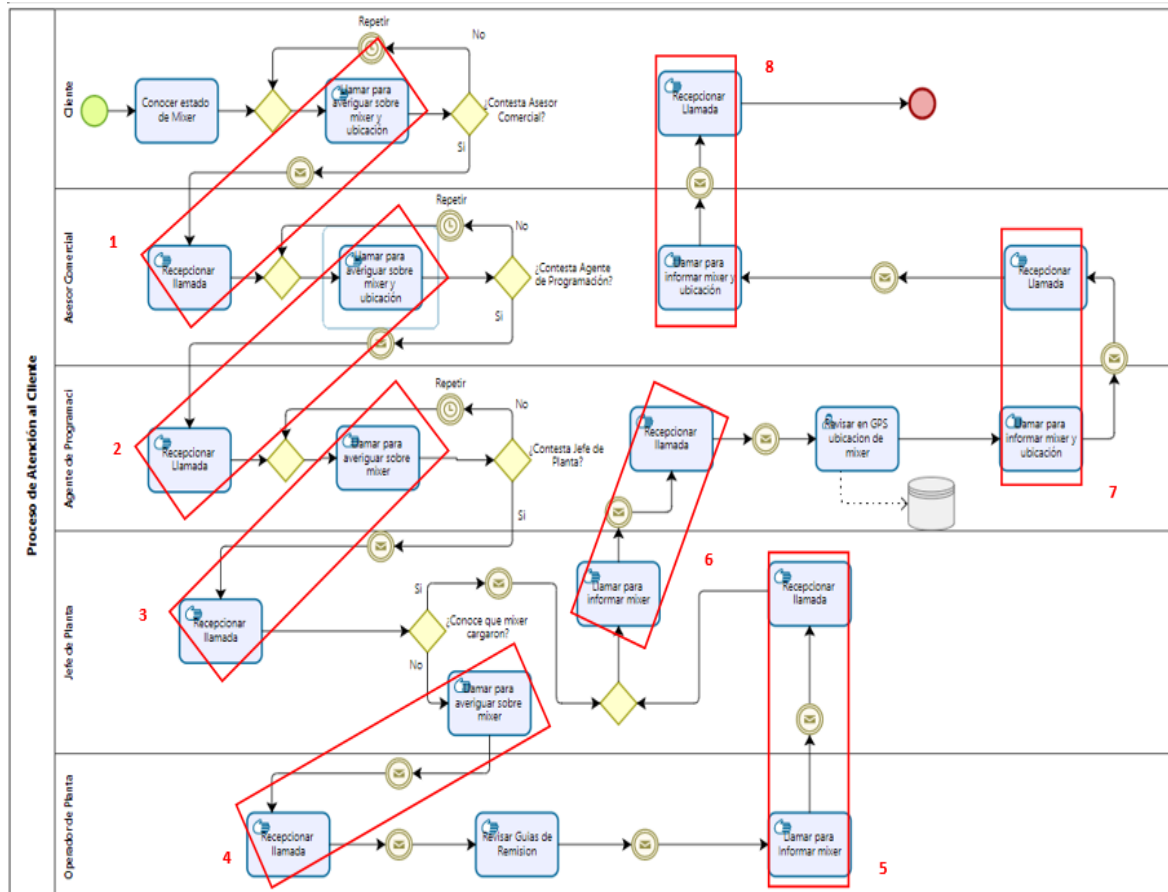 Proceso de Atención al Cliente
Cliente
Repetir
No
Conocer estado
de Mixer
Llamar para
averiguar sobre
mixer y
ubicación
¿Contesta Asesor
Comercial?
Si
8
Recepcionar
Llamada
Asesor Comercial
1
Recepcionar
llamada
Repetir
No
Llamar para
averiguar sobre
mixer y
ubicación
¿Contesta Agente
de Programación?
Si
Llamar para
informar mixer y
ubicación
Recepcionar
Llamada
Agente de Programaci
2
Recepcionar
Llamada
Repetir
No
Llamar para
averiguar sobre
mixer
¿Contesta Jefe de
Planta?
Si
Recepcionar
llamada
Revisar en GPS
ubicacion de
mixer
Llamar para
informar mixer y
ubicación
7
Jefe de Planta
3
Recepcionar
llamada
Si
¿Conoce que mixer
cargaron?
No
Llamar para
averiguar sobre
mixer
Llamar para
informar mixer
6
Recepcionar
llamada
Operador de Planta
4
Recepcionar
llamada
Revisar Guias de
Remision
Llamar para
Informar mixer
5